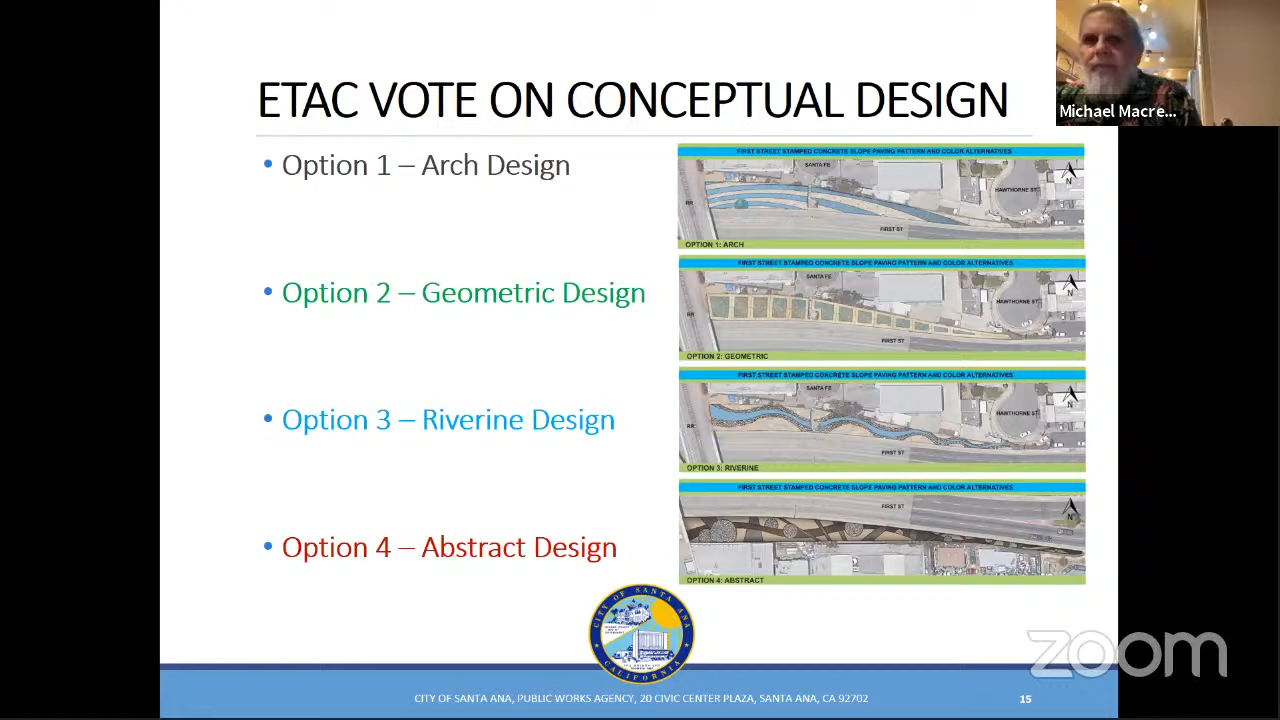 ETAC VOTE ON CONCEPTUAL DESIGN
Michael Macre...
• Option 1 – Arch Design
• Option 2 – Geometric Design
• Option 3 – Riverine Design
• Option 4 – Abstract Design
FIRST STREET STAMPED CONCRETE SLOPE PAVING PATTERN AND COLOR ALTERNATIVES
SANTA FE
HAWTHORNE ST
N
RR
FIRST ST
OPTION 1: ARCH
FIRST STREET STAMPED CONCRETE SLOPE PAVING PATTERN AND COLOR ALTERNATIVES
SANTA FE
HAWTHORNE ST
N
RR
FIRST ST
OPTION 2: GEOMETRIC
FIRST STREET STAMPED CONCRETE SLOPE PAVING PATTERN AND COLOR ALTERNATIVES
SANTA FE
HAWTHORNE ST
N
RR
FIRST ST
OPTION 3: RIVERINE
FIRST STREET STAMPED CONCRETE SLOPE PAVING PATTERN AND COLOR ALTERNATIVES
FIRST ST
N
OPTION 4: ABSTRACT
CITY OF SANTA ANA
CALIFORNIA
zoom
CITY OF SANTA ANA, PUBLIC WORKS AGENCY, 20 CIVIC CENTER PLAZA, SANTA ANA, CA 92702
15